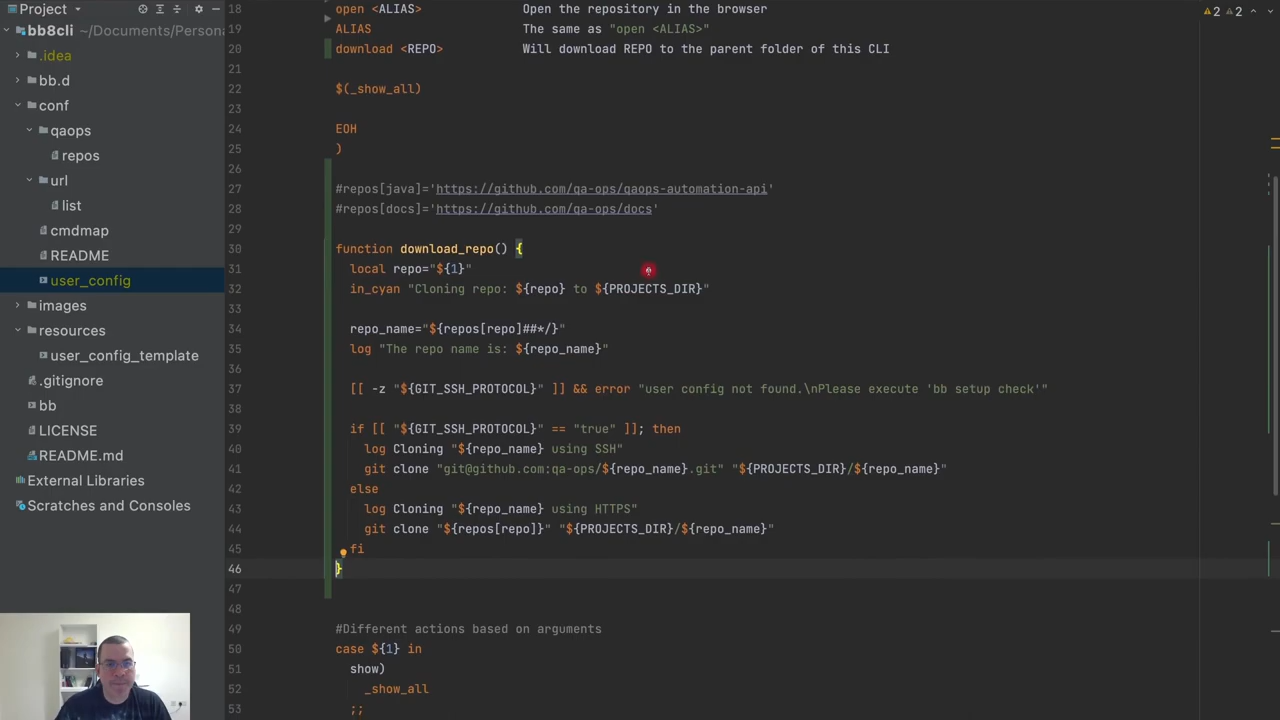 Project
bb8cli ~/Documents/Persona
.idea
bb.d
conf
qaops
repos
url
list
cmdmap
README
user_config
images
resources
user_config_template
.gitignore
bb
LICENSE
README.md
External Libraries
Scratches and Consoles
2 2
18 open <ALIAS> Open the repository in the browser
19 ALIAS The same as "open <ALIAS>"
20 download <REPO> Will download REPO to the parent folder of this CLI
21
22 $(_show_all)
23
24 EOH
25 )
26
27 #repos[java]='https://github.com/qa-ops/qaops-automation-api'
28 #repos[docs]='https://github.com/qa-ops/docs'
29
30 function download_repo() {
31 local repo="${1}"
32 in_cyan "Cloning repo: ${repo} to ${PROJECTS_DIR}"
33
34 repo_name="${repos[repo]##*/}"
35 log "The repo name is: ${repo_name}"
36
37 [[ -z "${GIT_SSH_PROTOCOL}" ]] && error "user config not found.\nPlease execute 'bb setup check'"
38
39 if [[ "${GIT_SSH_PROTOCOL}" == "true" ]]; then
40 log Cloning "${repo_name} using SSH"
41 git clone "git@github.com:qa-ops/${repo_name}.git" "${PROJECTS_DIR}/${repo_name}"
42 else
43 log Cloning "${repo_name} using HTTPS"
44 git clone "${repos[repo]}" "${PROJECTS_DIR}/${repo_name}"
45 fi
46 }
47
48
49 #Different actions based on arguments
50 case ${1} in
51 show)
52 _show_all
53 ;;